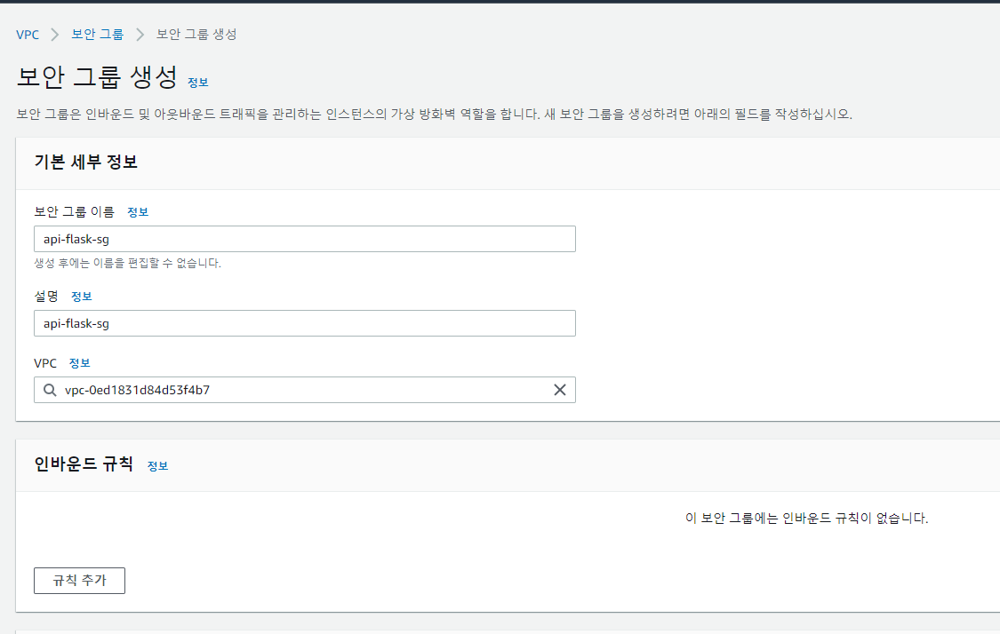 VPC > 보안 그룹 > 보안 그룹 생성
보안 그룹 생성 정보
보안 그룹은 인바운드 및 아웃바운드 트래픽을 관리하는 인스턴스의 가상 방화벽 역할을 합니다. 새 보안 그룹을 생성하려면 아래의 필드를 작성하십시오.
기본 세부 정보
보안 그룹 이름 정보
api-flask-sg
생성 후에는 이름을 편집할 수 없습니다.
설명 정보
api-flask-sg
VPC 정보
vpc-0ed1831d84d53f4b7
인바운드 규칙 정보
이 보안 그룹에는 인바운드 규칙이 없습니다.
규칙 추가